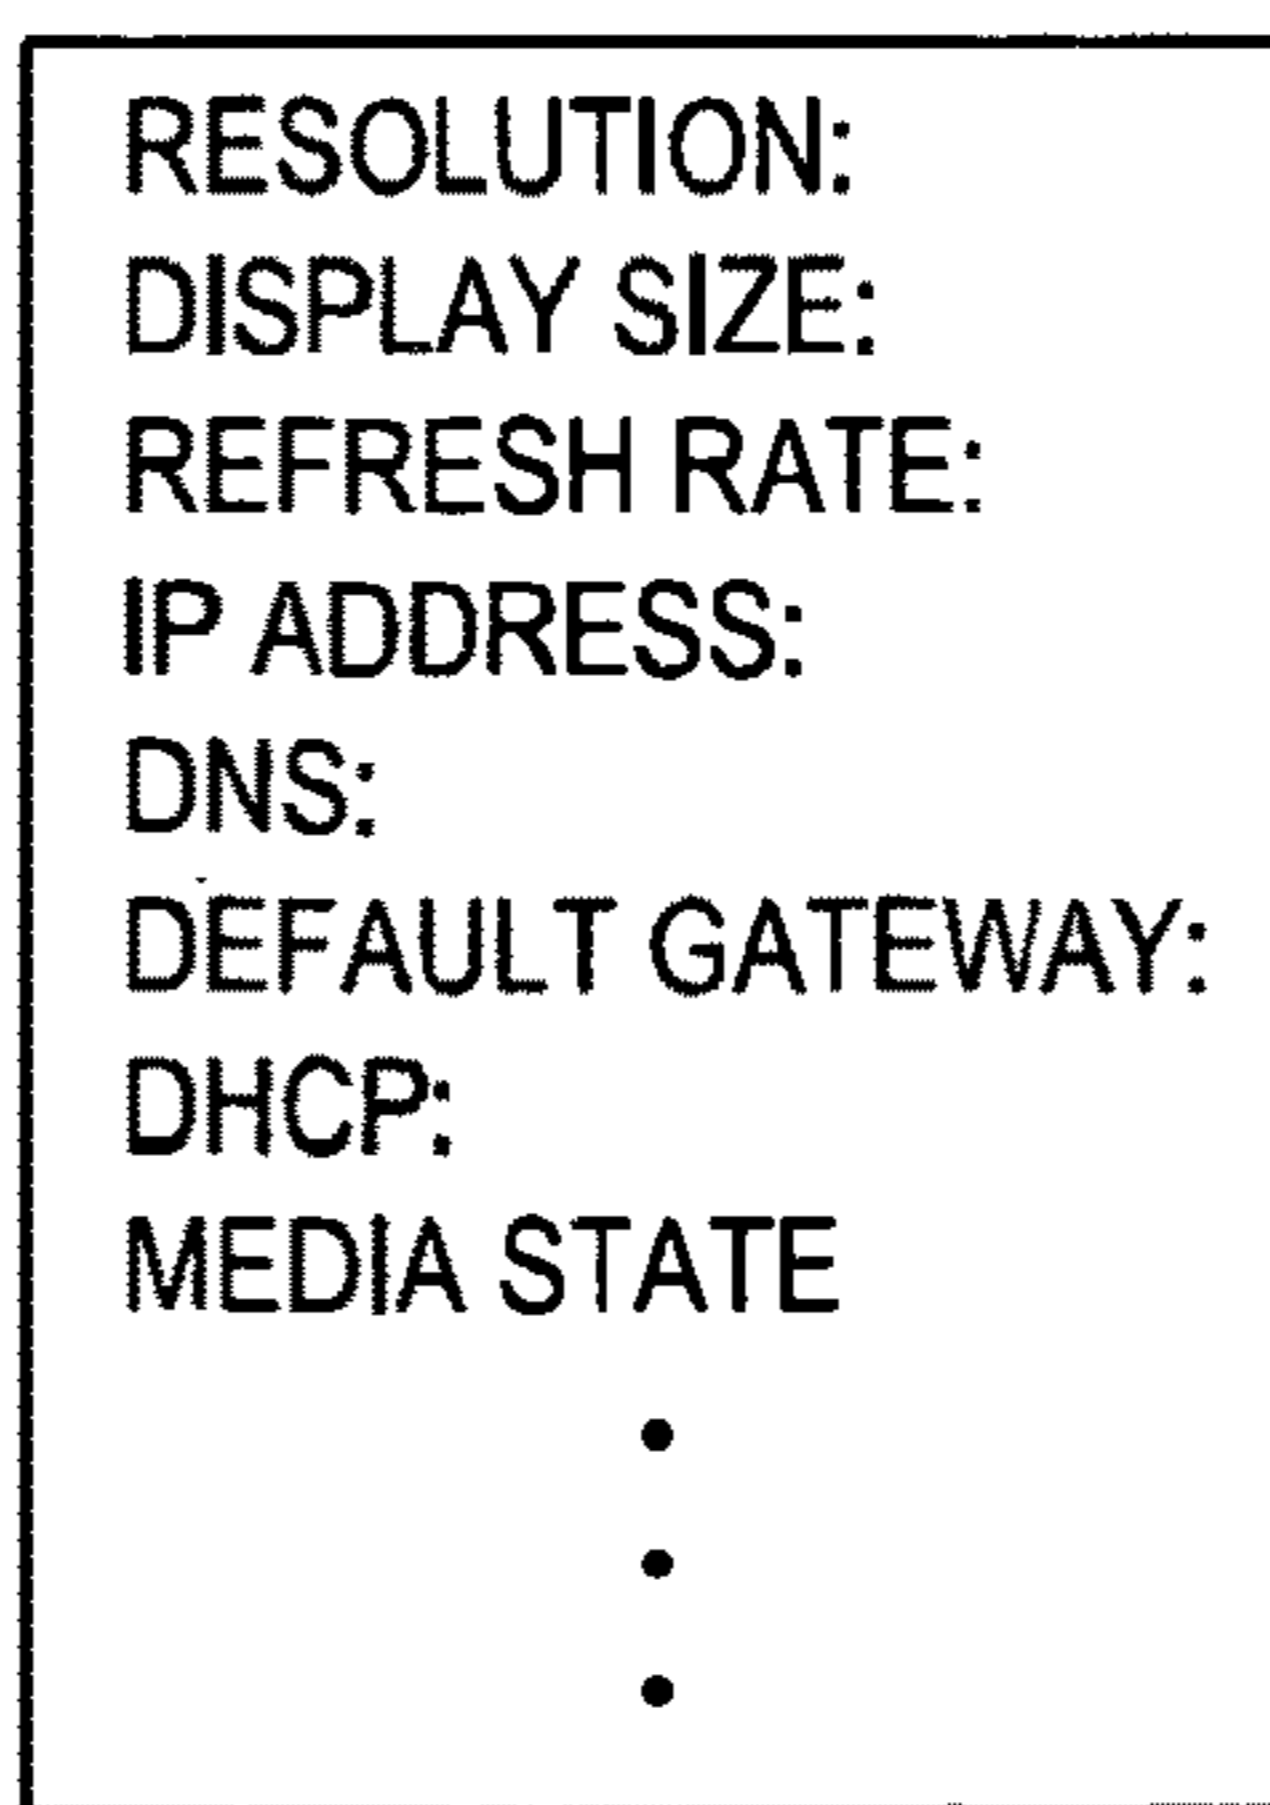 RESOLUTION:
DISPLAY SIZE:
REFRESH RATE:
IP ADDRESS:
DNS:
DEFAULT GATEWAY:
DHCP:
MEDIA STATE